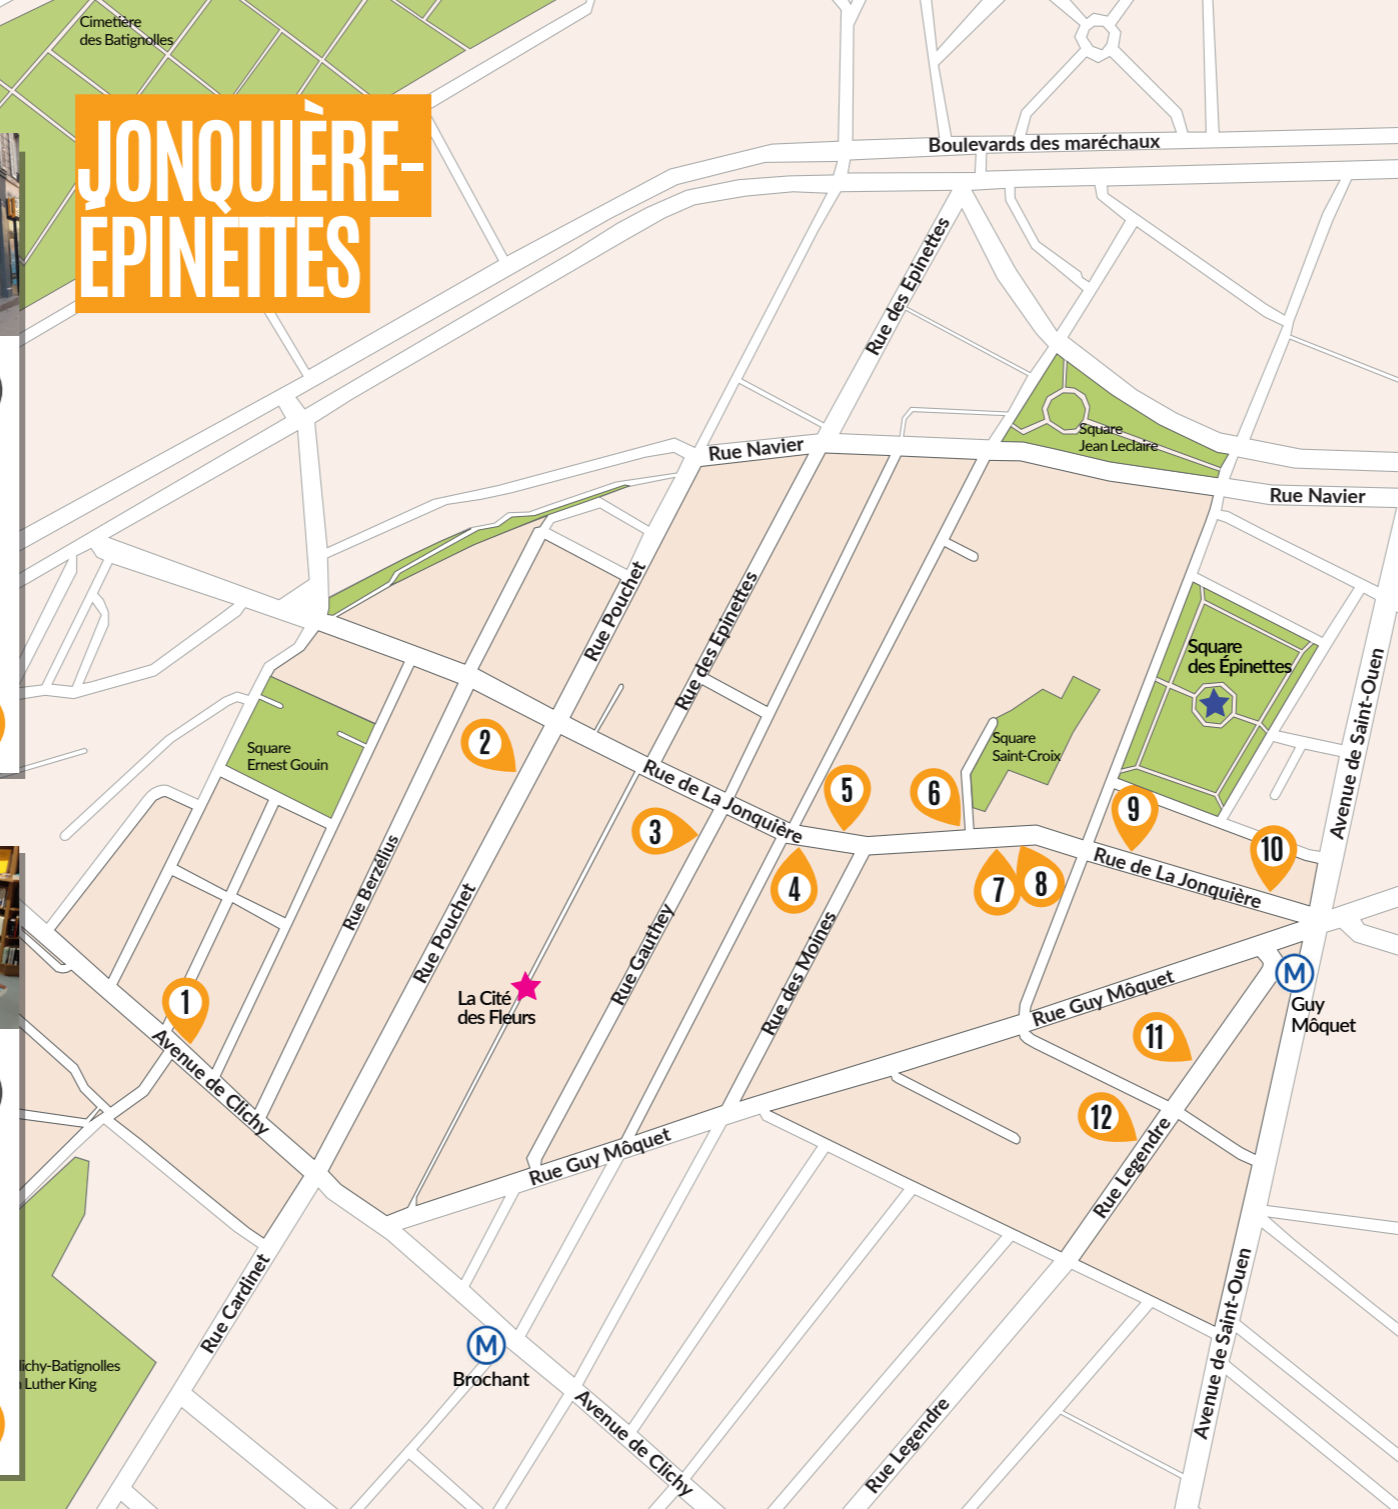 Cimetière
des Batignolles
JONQUIÈRE-
ÉPINETTES
Boulevards des maréchaux
Rue des Epinettes
Square
Jean Leclaire
Rue Navier
Rue Navier
Rue Pouchet
Rue des Epinettes
Square
des Épinettes
Avenue de Saint-Ouen
Square
Ernest Gouin
2
Square
Saint-Croix
Rue de La Jonquière
5
6
9
3
10
4
7
8
Rue de La Jonquière
Rue Berzélius
Rue Pouchet
Rue Gauthey
Rue des Moines
1
La Cité
des Fleurs
Rue Guy Môquet
M
Guy
Môquet
11
Avenue de Clichy
12
Rue Guy Môquet
Rue Legendre
Rue Cardinet
M
Brochant
lichy-Batignolles
Luther King
Avenue de Saint-Ouen
Avenue de Clichy
Rue Legendre